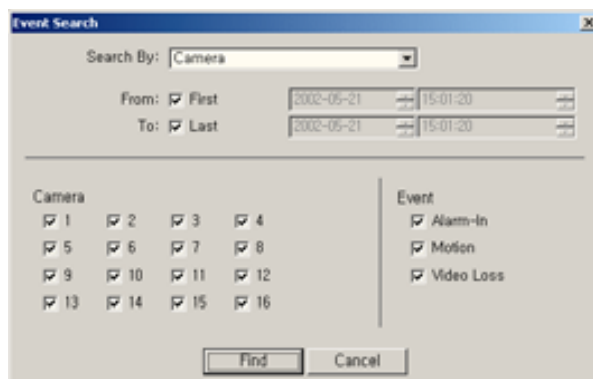 Event Search
Search By: Camera
From: First 2002-05-21 15:01:20
To: Last 2002-05-21 15:01:20
Camera Event
1 2 3 4 Alarm-In
5 6 7 8 Motion
9 10 11 12 Video Loss
13 14 15 16
Find Cancel